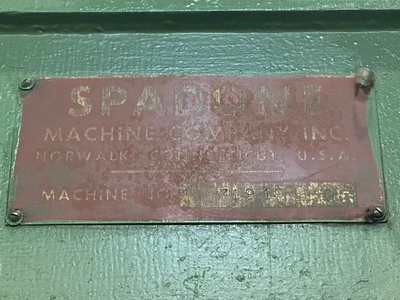 SPADONE
MACHINE COMPANY INC.
NORWALK, CONNECTICUT, U.S.A.
MACHINE NO.